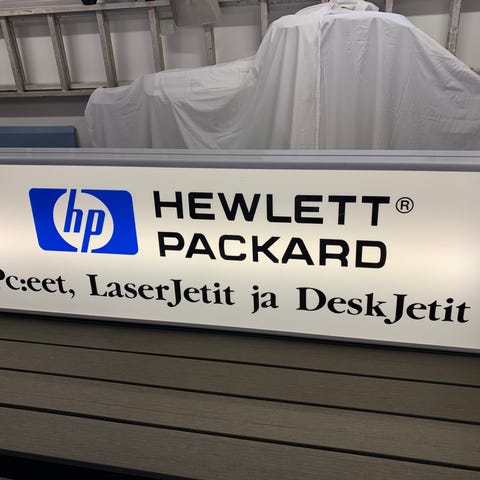 hp
HEWLETT®
PACKARD
Pc:eet, LaserJetit ja DeskJetit